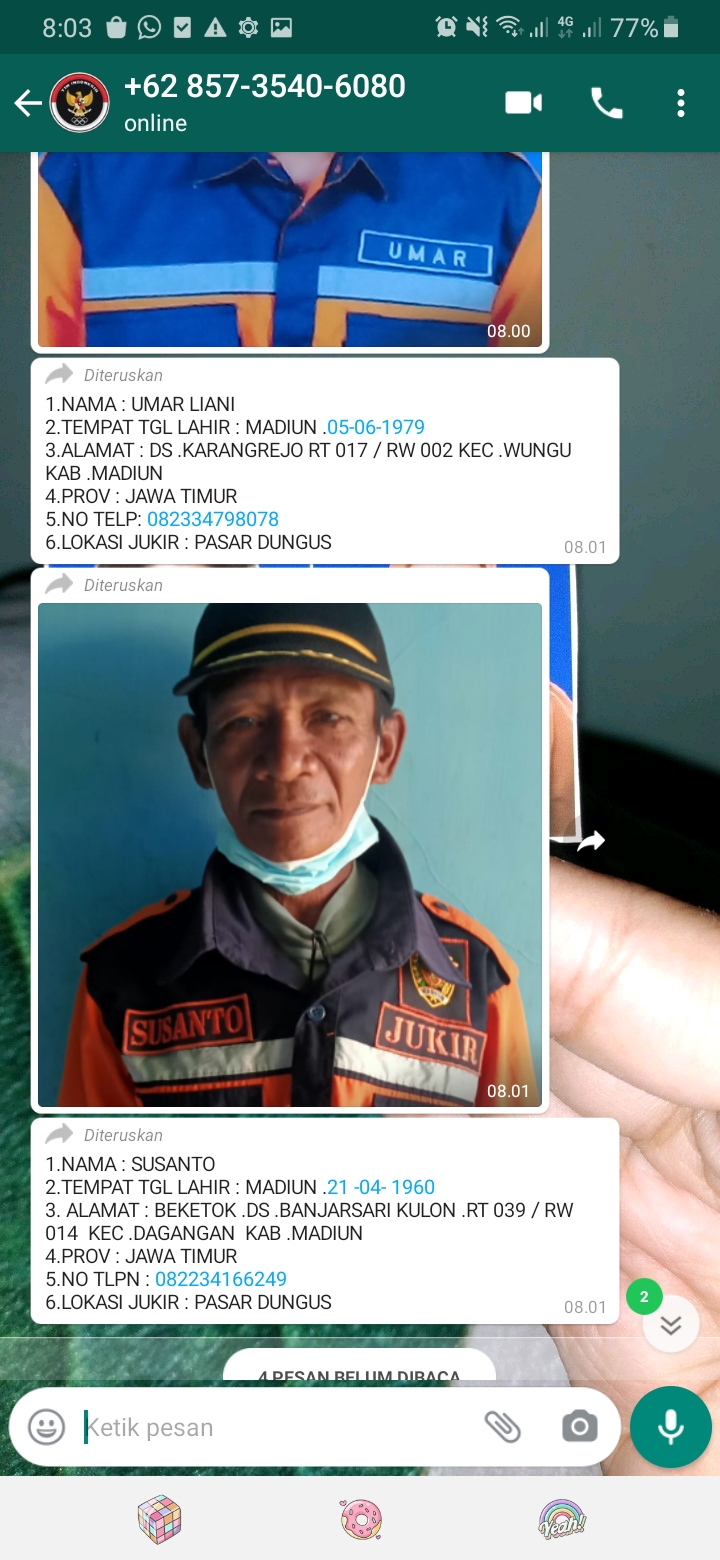 8:03
4G
77%
+62 857-3540-6080
online
UMAR
08.00
Diteruskan
1.NAMA : UMAR LIANI
2.TEMPAT TGL LAHIR : MADIUN .05-06-1979
3.ALAMAT : DS .KARANGREJO RT 017 / RW 002 KEC .WUNGU
KAB .MADIUN
4.PROV : JAWA TIMUR
5.NO TELP: 082334798078
6.LOKASI JUKIR : PASAR DUNGUS
08.01
Diteruskan
SUSANTO
JUKIR
08.01
Diteruskan
1.NAMA : SUSANTO
2.TEMPAT TGL LAHIR : MADIUN .21 -04- 1960
3. ALAMAT : BEKETOK .DS .BANJARSARI KULON .RT 039 / RW
014  KEC .DAGANGAN  KAB .MADIUN
4.PROV : JAWA TIMUR
5.NO TLPN : 082234166249
6.LOKASI JUKIR : PASAR DUNGUS
08.01
2
4 PESAN BELUM DIBACA
Ketik pesan
Yeah!